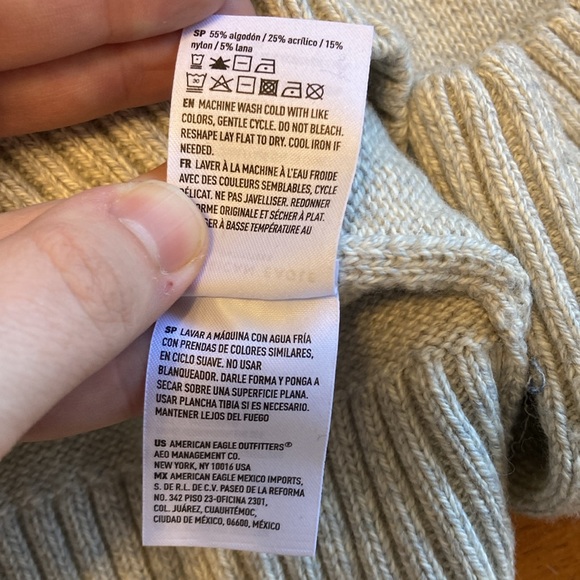 SP 55% algodón / 25% acrílico / 15%
nylon / 5% lana
EN MACHINE WASH COLD WITH LIKE
COLORS, GENTLE CYCLE. DO NOT BLEACH.
RESHAPE LAY FLAT TO DRY. COOL IRON IF
NEEDED.
FR LAVER À LA MACHINE À L'EAU FROIDE
AVEC DES COULEURS SEMBLABLES, CYCLE
DÉLICAT. NE PAS JAVELLISER. REDONNER
ORME ORIGINALE ET SÉCHER À PLAT.
SER À BASSE TEMPÉRATURE AU
SP LAVAR A MÁQUINA CON AGUA FRÍA
CON PRENDAS DE COLORES SIMILARES,
EN CICLO SUAVE. NO USAR
BLANQUEADOR. DARLE FORMA Y PONGA A
SECAR SOBRE UNA SUPERFICIE PLANA.
USAR PLANCHA TIBIA SI ES NECESARIO.
MANTENER LEJOS DEL FUEGO
US AMERICAN EAGLE OUTFITTERS®
AEO MANAGEMENT CO.
NEW YORK, NY 10016 USA
MX AMERICAN EAGLE MEXICO IMPORTS,
S. DE R.L. DE C.V. PASEO DE LA REFORMA
NO. 342 PISO 23-OFICINA 2301,
COL. JUÁREZ, CUAUHTÉMOC,
CIUDAD DE MÉXICO, 06600, MÉXICO